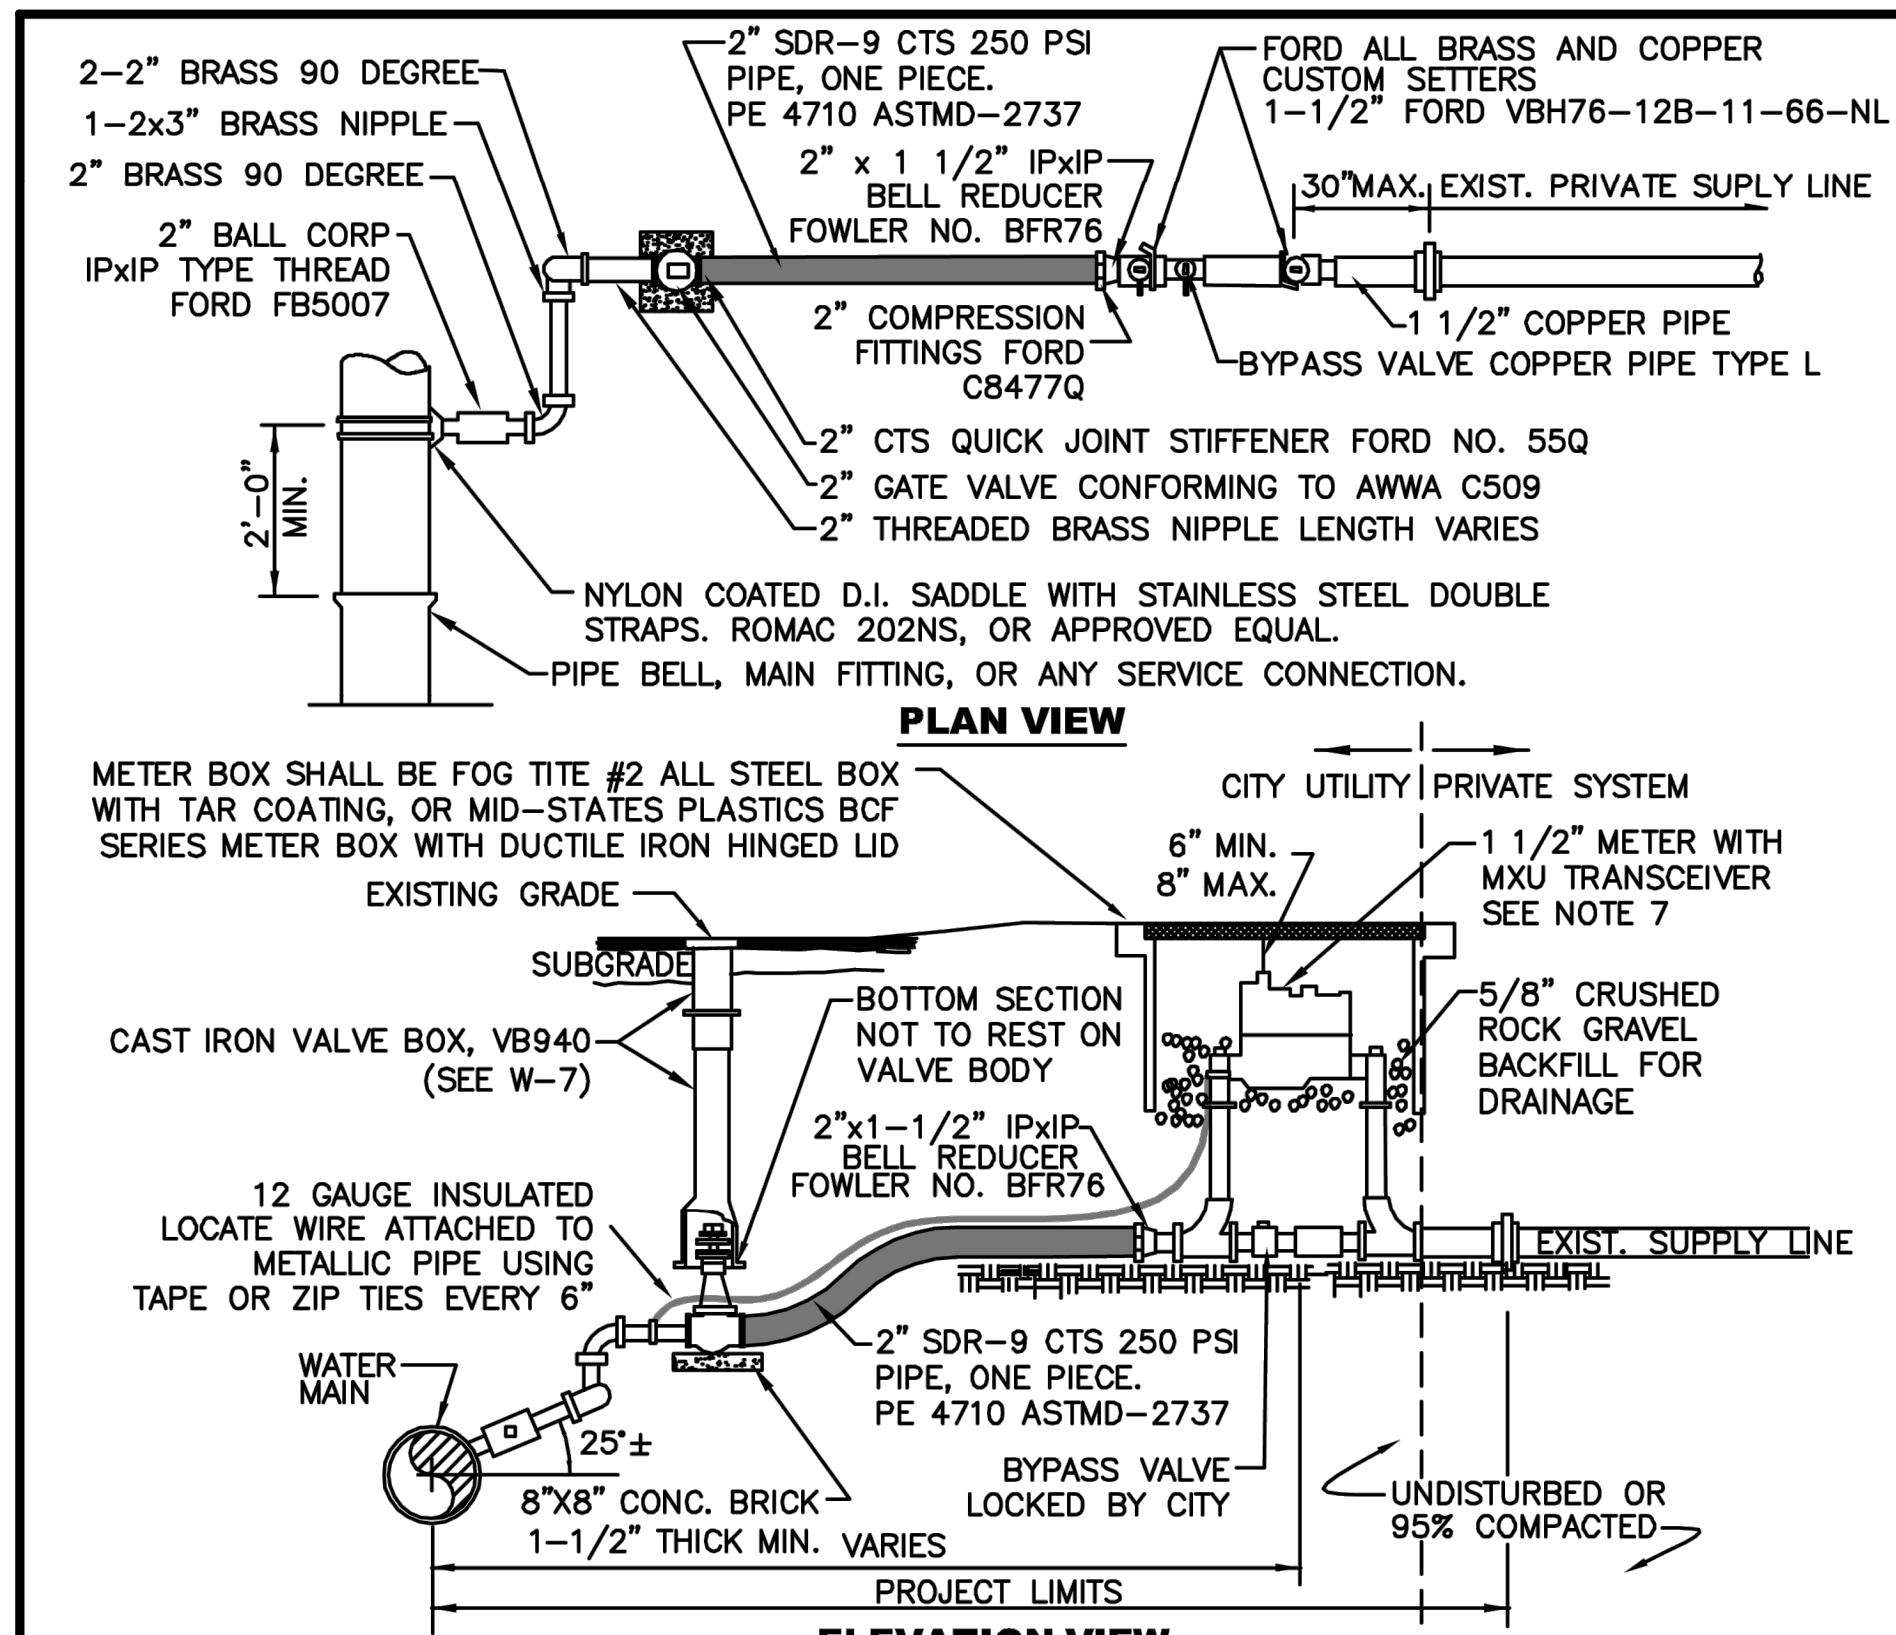 2-2" BRASS 90 DEGREE
1-2x3" BRASS NIPPLE
2" BRASS 90 DEGREE
2" BALL CORP
IPxIP TYPE THREAD
FORD FB5007
2" SDR-9 CTS 250 PSI
PIPE, ONE PIECE.
PE 4710 ASTMD-2737
2" x 1 1/2" IPxIP
BELL REDUCER
FOWLER NO. BFR76
FORD ALL BRASS AND COPPER
CUSTOM SETTERS
1-1/2" FORD VBH76-12B-11-66-NL
30"MAX. EXIST. PRIVATE SUPLY LINE
2" COMPRESSION
FITTINGS FORD
C8477Q
1 1/2" COPPER PIPE
BYPASS VALVE COPPER PIPE TYPE L
2" CTS QUICK JOINT STIFFENER FORD NO. 55Q
2" GATE VALVE CONFORMING TO AWWA C509
2" THREADED BRASS NIPPLE LENGTH VARIES
2'-0"
MIN.
NYLON COATED D.I. SADDLE WITH STAINLESS STEEL DOUBLE
STRAPS. ROMAC 202NS, OR APPROVED EQUAL.
PIPE BELL, MAIN FITTING, OR ANY SERVICE CONNECTION.
PLAN VIEW
METER BOX SHALL BE FOG TITE #2 ALL STEEL BOX
WITH TAR COATING, OR MID-STATES PLASTICS BCF
SERIES METER BOX WITH DUCTILE IRON HINGED LID
CITY UTILITY PRIVATE SYSTEM
6" MIN.
8" MAX.
1 1/2" METER WITH
MXU TRANSCEIVER
SEE NOTE 7
EXISTING GRADE
SUBGRADE
CAST IRON VALVE BOX, VB940
(SEE W-7)
BOTTOM SECTION
NOT TO REST ON
VALVE BODY
5/8" CRUSHED
ROCK GRAVEL
BACKFILL FOR
DRAINAGE
2"x1-1/2" IPxIP
BELL REDUCER
FOWLER NO. BFR76
12 GAUGE INSULATED
LOCATE WIRE ATTACHED TO
METALLIC PIPE USING
TAPE OR ZIP TIES EVERY 6"
EXIST. SUPPLY LINE
2" SDR-9 CTS 250 PSI
PIPE, ONE PIECE.
PE 4710 ASTMD-2737
WATER
MAIN
25°±
8"X8" CONC. BRICK
1-1/2" THICK MIN.
BYPASS VALVE
LOCKED BY CITY
UNDISTURBED OR
95% COMPACTED
VARIES
PROJECT LIMITS
ELEVATION VIEW